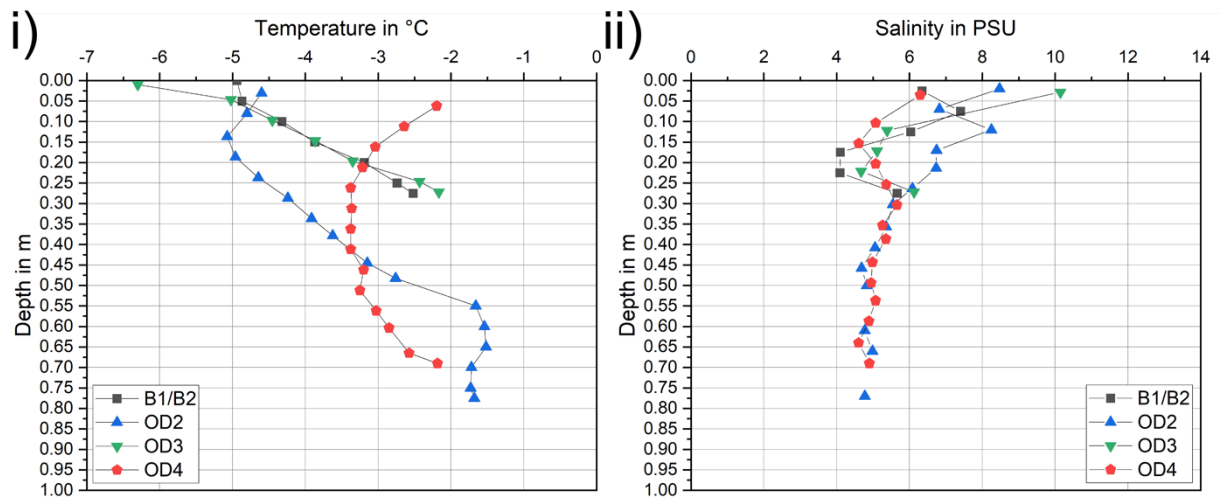 i)
Temperature in °C
-7 -6 -5 -4 -3 -2 -1 0
Depth in m
0.00
0.05
0.10
0.15
0.20
0.25
0.30
0.35
0.40
0.45
0.50
0.55
0.60
0.65
0.70
0.75
0.80
0.85
0.90
0.95
1.00
B1/B2
OD2
OD3
OD4
ii)
Salinity in PSU
0 2 4 6 8 10 12 14
Depth in m
0.00
0.05
0.10
0.15
0.20
0.25
0.30
0.35
0.40
0.45
0.50
0.55
0.60
0.65
0.70
0.75
0.80
0.85
0.90
0.95
1.00
B1/B2
OD2
OD3
OD4